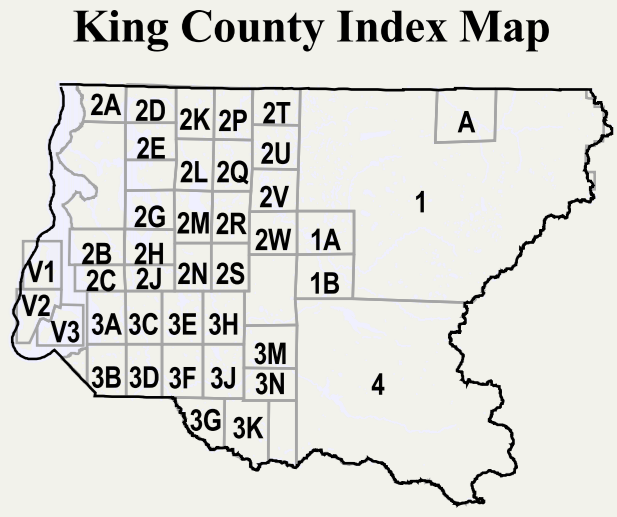 King County Index Map
2A 2D 2K 2P 2T A
2E 2L 2Q 2U
2V 1
2G 2M 2R
2B 2H 2W 1A
V1 2C 2J 2N 2S 1B
V2
V3 3A 3C 3E 3H
3M
3B 3D 3F 3J 3N 4
3G 3K